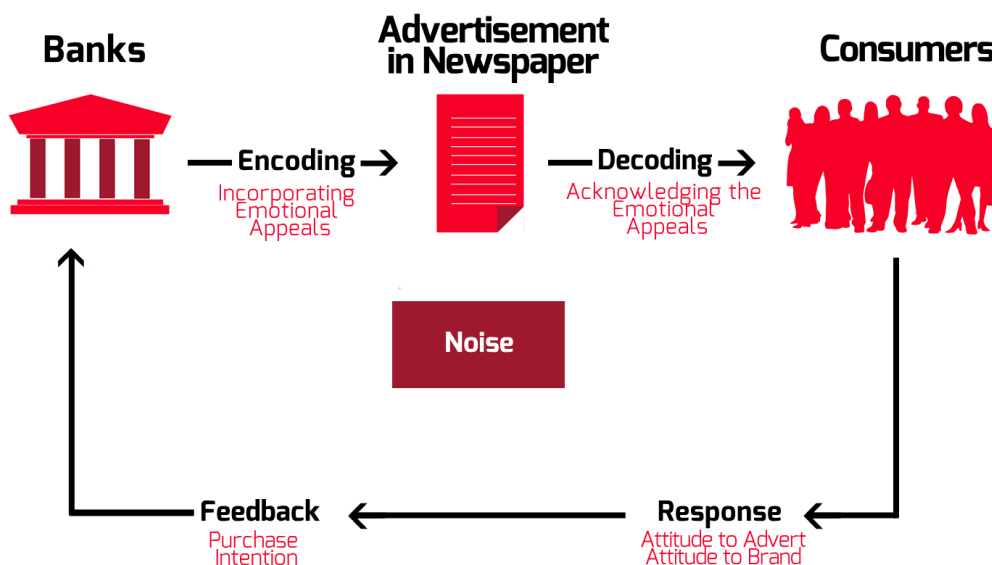 Banks
Advertisement
in Newspaper
Consumers
Encoding
Incorporating
Emotional
Appeals
Decoding
Acknowledging the
Emotional
Appeals
Noise
Feedback
Purchase
Intention
Response
Attitude to Advert
Attitude to Brand